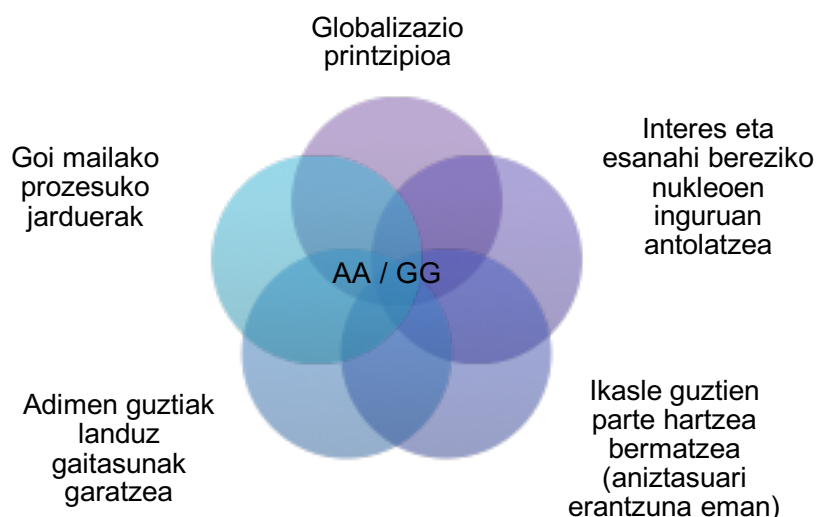 Globalizazio
printzipioa
Interes eta
esanahi bereziko
nukleoen
inguruan
antolatzea
Ikasle guztien
parte hartzea
bermatzea
(aniztasuari
erantzuna eman)
Adimen guztiak
landuz
gaitasunak
garatzea
Goi mailako
prozesuko
jarduerak
AA / GG